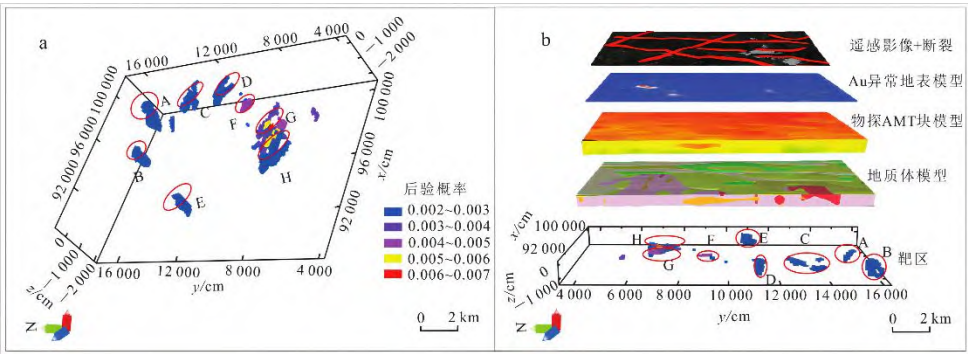 a
16 000
12 000
8 000
4 000
0
−1 000
−2 000
100 000
96 000
92 000
0
−1 000
−2 000
100 000
96 000
92 000
x/cm
A
B
C
D
E
F
G
H
后验概率
0.002~0.003
0.003~0.004
0.004~0.005
0.005~0.006
0.006~0.007
16 000
12 000
8 000
4 000
y/cm
N
0 2 km
b
遥感影像+断裂
Au异常地表模型
物探AMT块模型
地质体模型
x/cm
100 000
92 000
0
−1 000
z/cm
H
G
F
E
D
C
A
B
靶区
4 000
6 000
8 000
10 000
12 000
14 000
16 000
y/cm
N
0 2 km